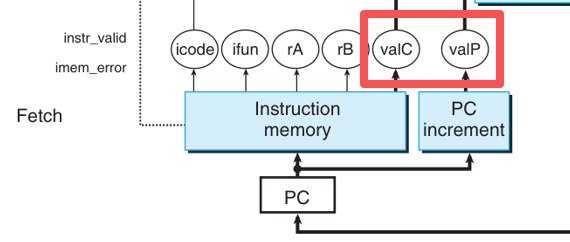 instr_valid
icode ifun rA rB valC valP
imem_error
Fetch
Instruction
memory
PC
increment
PC